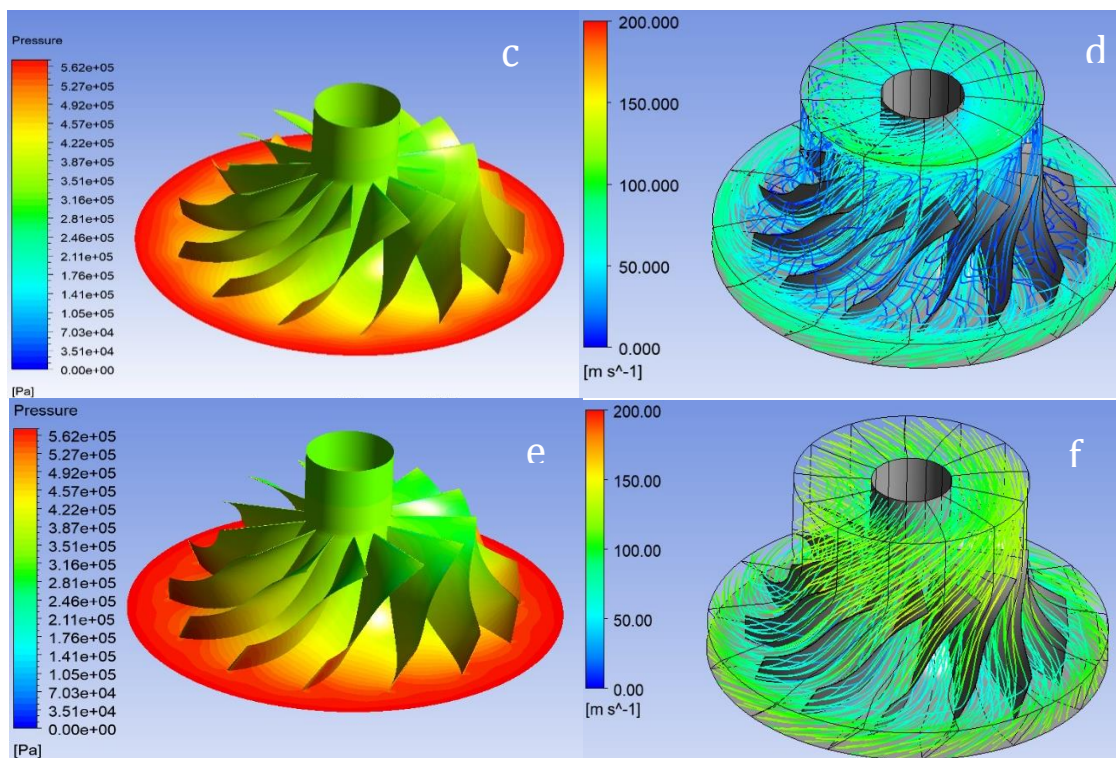 Pressure
5.62e+05
5.27e+05
4.92e+05
4.57e+05
4.22e+05
3.87e+05
3.51e+05
3.16e+05
2.81e+05
2.46e+05
2.11e+05
1.76e+05
1.41e+05
1.05e+05
7.03e+04
3.51e+04
0.00e+00
[Pa]
c
200.000
150.000
100.000
50.000
0.000
[m s^-1]
d
Pressure
5.62e+05
5.27e+05
4.92e+05
4.57e+05
4.22e+05
3.87e+05
3.51e+05
3.16e+05
2.81e+05
2.46e+05
2.11e+05
1.76e+05
1.41e+05
1.05e+05
7.03e+04
3.51e+04
0.00e+00
[Pa]
e
200.00
150.00
100.00
50.00
0.00
[m s^-1]
f